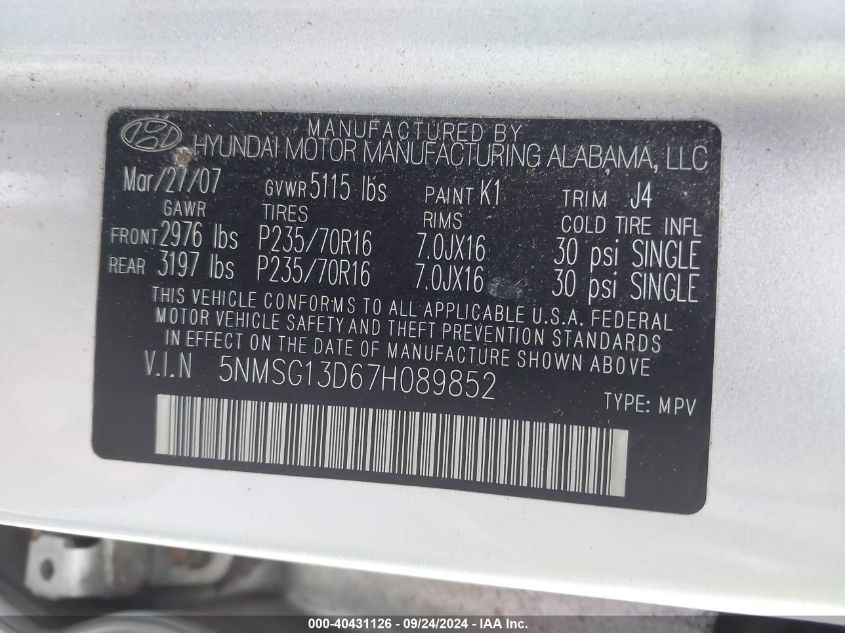 MANUFACTURED BY
HYUNDAI MOTOR MANUFACTURING ALABAMA, LLC
Mar/27/07 GVWR 5115 lbs PAINT K1 TRIM J4
GAWR TIRES RIMS COLD TIRE INFL
FRONT 2976 lbs P235/70R16 7.0JX16 30 psi SINGLE
REAR 3197 lbs P235/70R16 7.0JX16 30 psi SINGLE
THIS VEHICLE CONFORMS TO ALL APPLICABLE U.S.A. FEDERAL
MOTOR VEHICLE SAFETY AND THEFT PREVENTION STANDARDS
IN EFFECT ON THE DATE OF MANUFACTURE SHOWN ABOVE
V.I.N 5NMSG13D67H089852
TYPE: MPV
000-40431126 - 09/24/2024 - IAAI.com